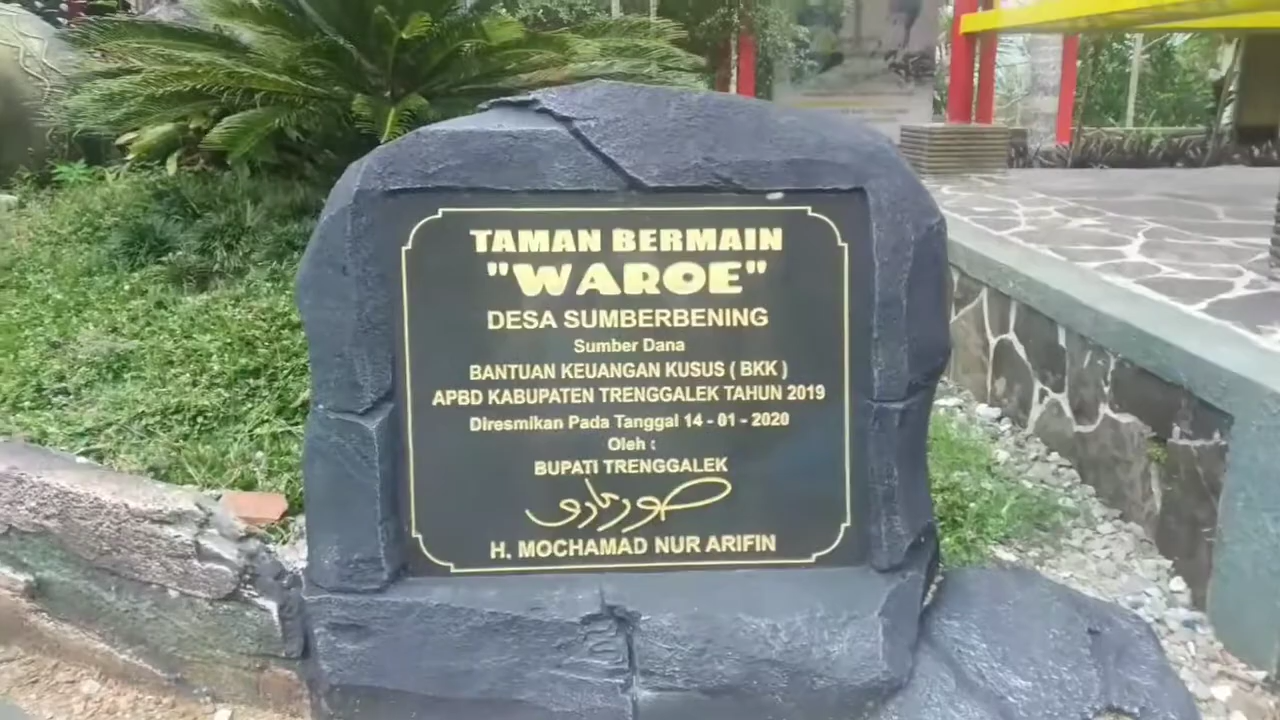 TAMAN BERMAIN
"WAROE"
DESA SUMBERBENING
Sumber Dana
BANTUAN KEUANGAN KUSUS ( BKK )
APBD KABUPATEN TRENGGALEK TAHUN 2019
Diresmikan Pada Tanggal 14 - 01 - 2020
Oleh :
BUPATI TRENGGALEK
H. MOCHAMAD NUR ARIFIN